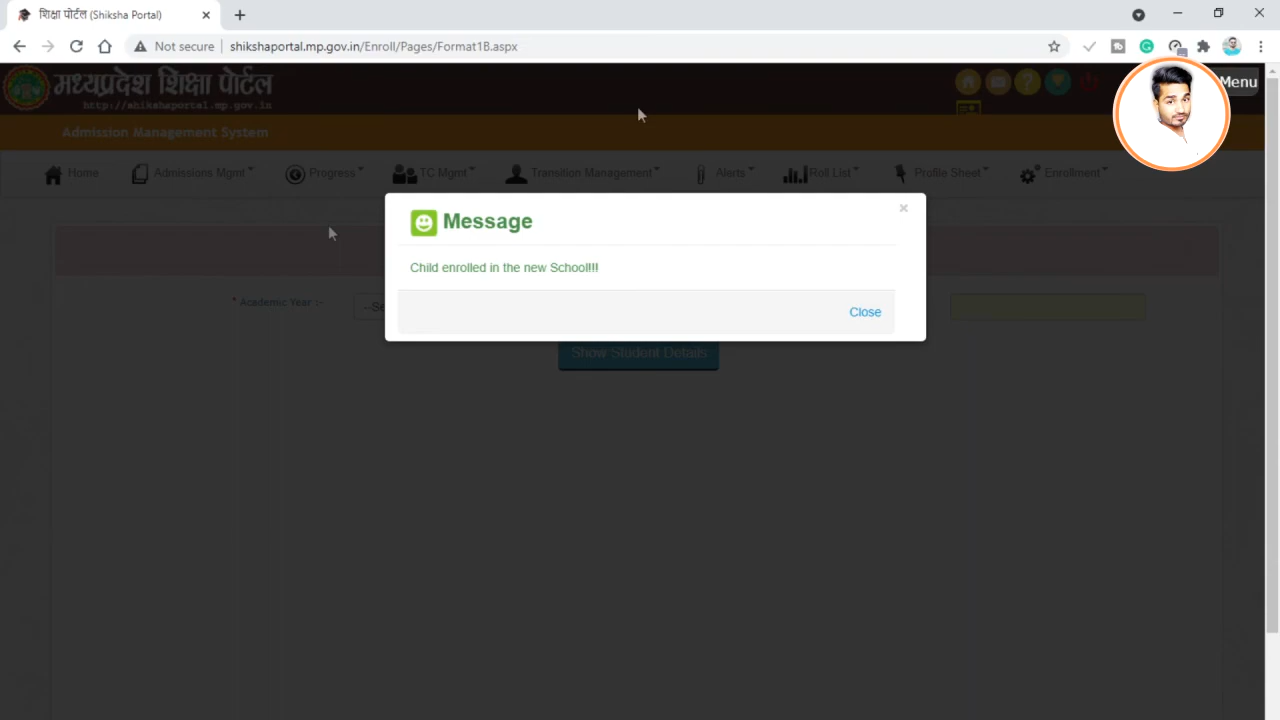 शिक्षा पोर्टल (Shiksha Portal)
Not secure
shikshaportal.mp.gov.in/Enroll/Pages/Format1B.aspx
मध्यप्रदेश शिक्षा पोर्टल
http://shikshaportal.mp.gov.in
Menu
Admission Management System
Home Admissions Mgmt Progress TC Mgmt Transition Management Alerts Roll List Profile Sheet Enrollment
Message
Child enrolled in the new School!!!
Close
* Academic Year :-
Show Student Details